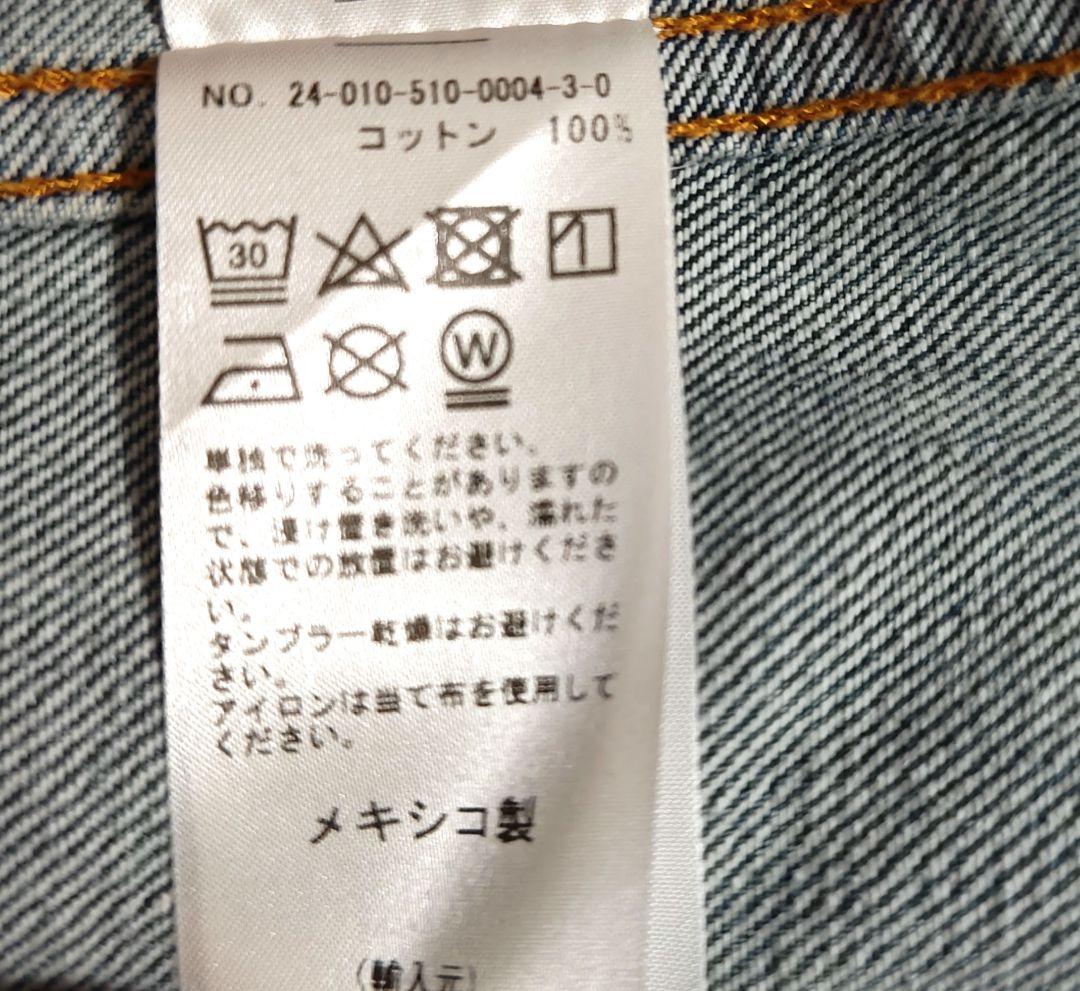 NO. 24-010-510-0004-3-0
コットン 100%
30
W
単独で洗ってください。
色移りすることがありますの
で、浸け置き洗いや、濡れた
状態での放置はお避けくださ
い。
タンブラー乾燥はお避けくだ
さい。
アイロンは当て布を使用して
ください。
メキシコ製
(輸入元)